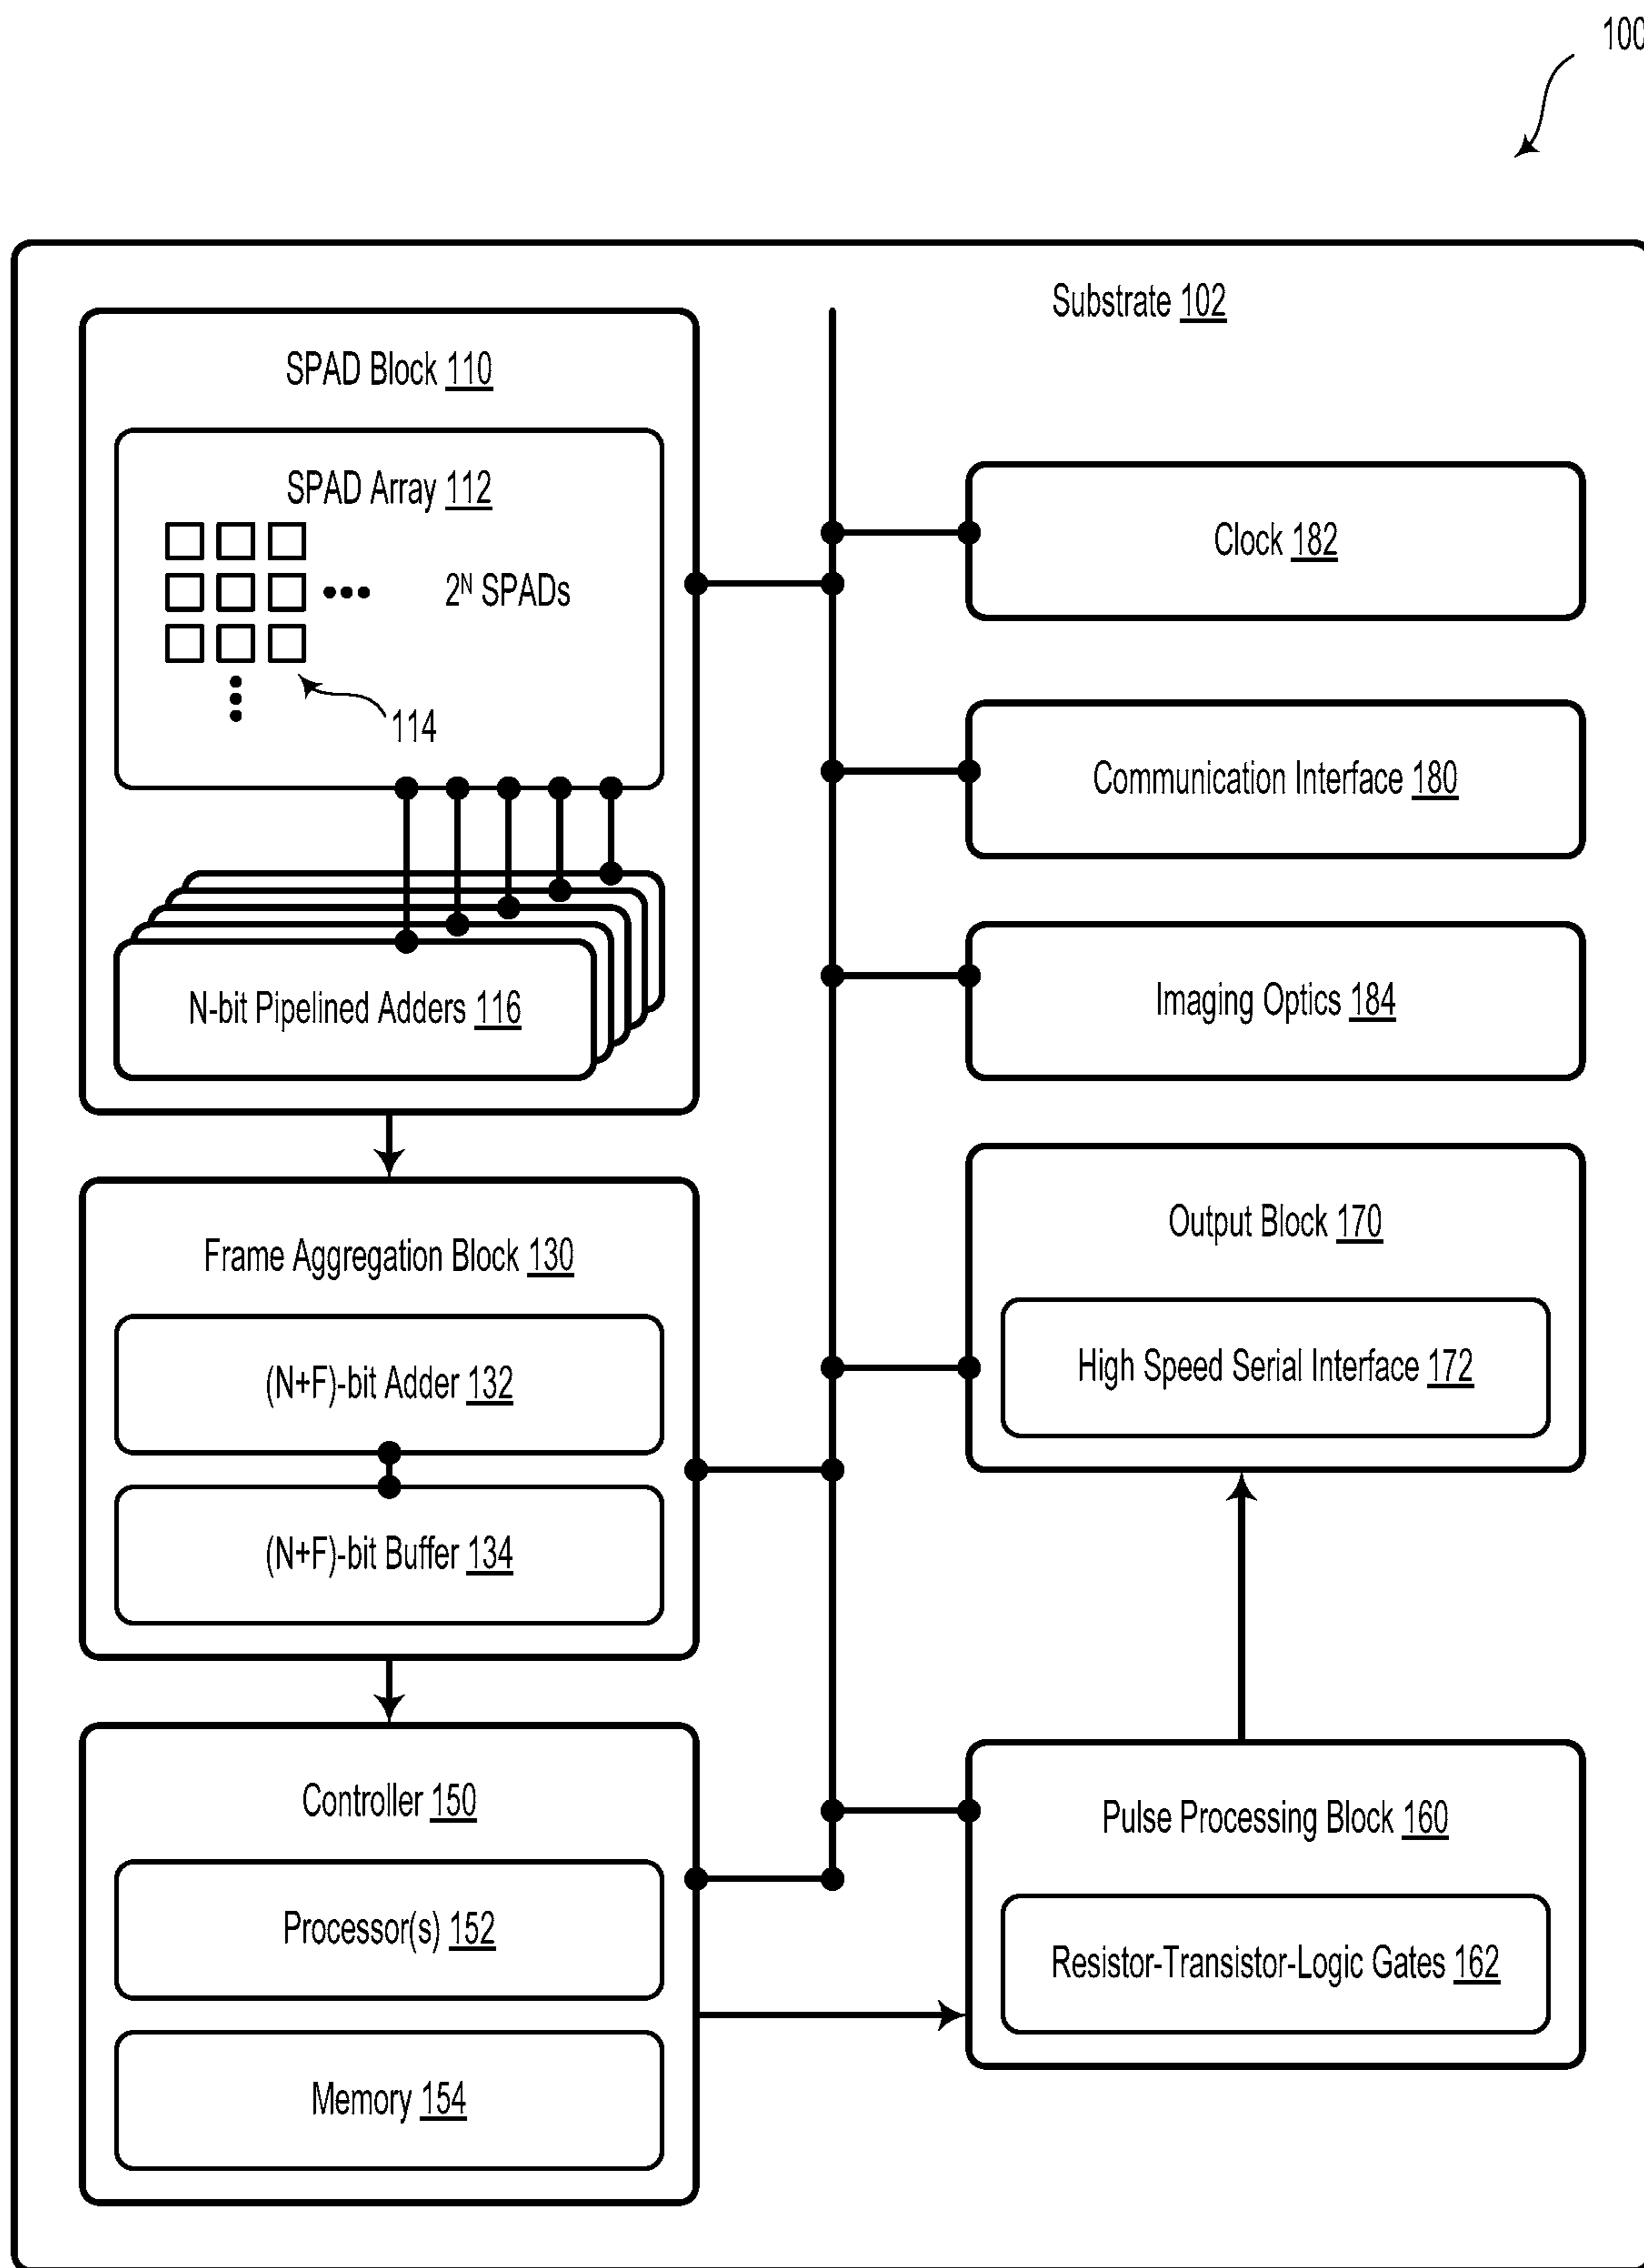 100
Substrate 102
SPAD Block 110
SPAD Array 112
2ᴺ SPADs
114
N-bit Pipelined Adders 116
Frame Aggregation Block 130
(N+F)-bit Adder 132
(N+F)-bit Buffer 134
Controller 150
Processor(s) 152
Memory 154
Clock 182
Communication Interface 180
Imaging Optics 184
Output Block 170
High Speed Serial Interface 172
Pulse Processing Block 160
Resistor-Transistor-Logic Gates 162